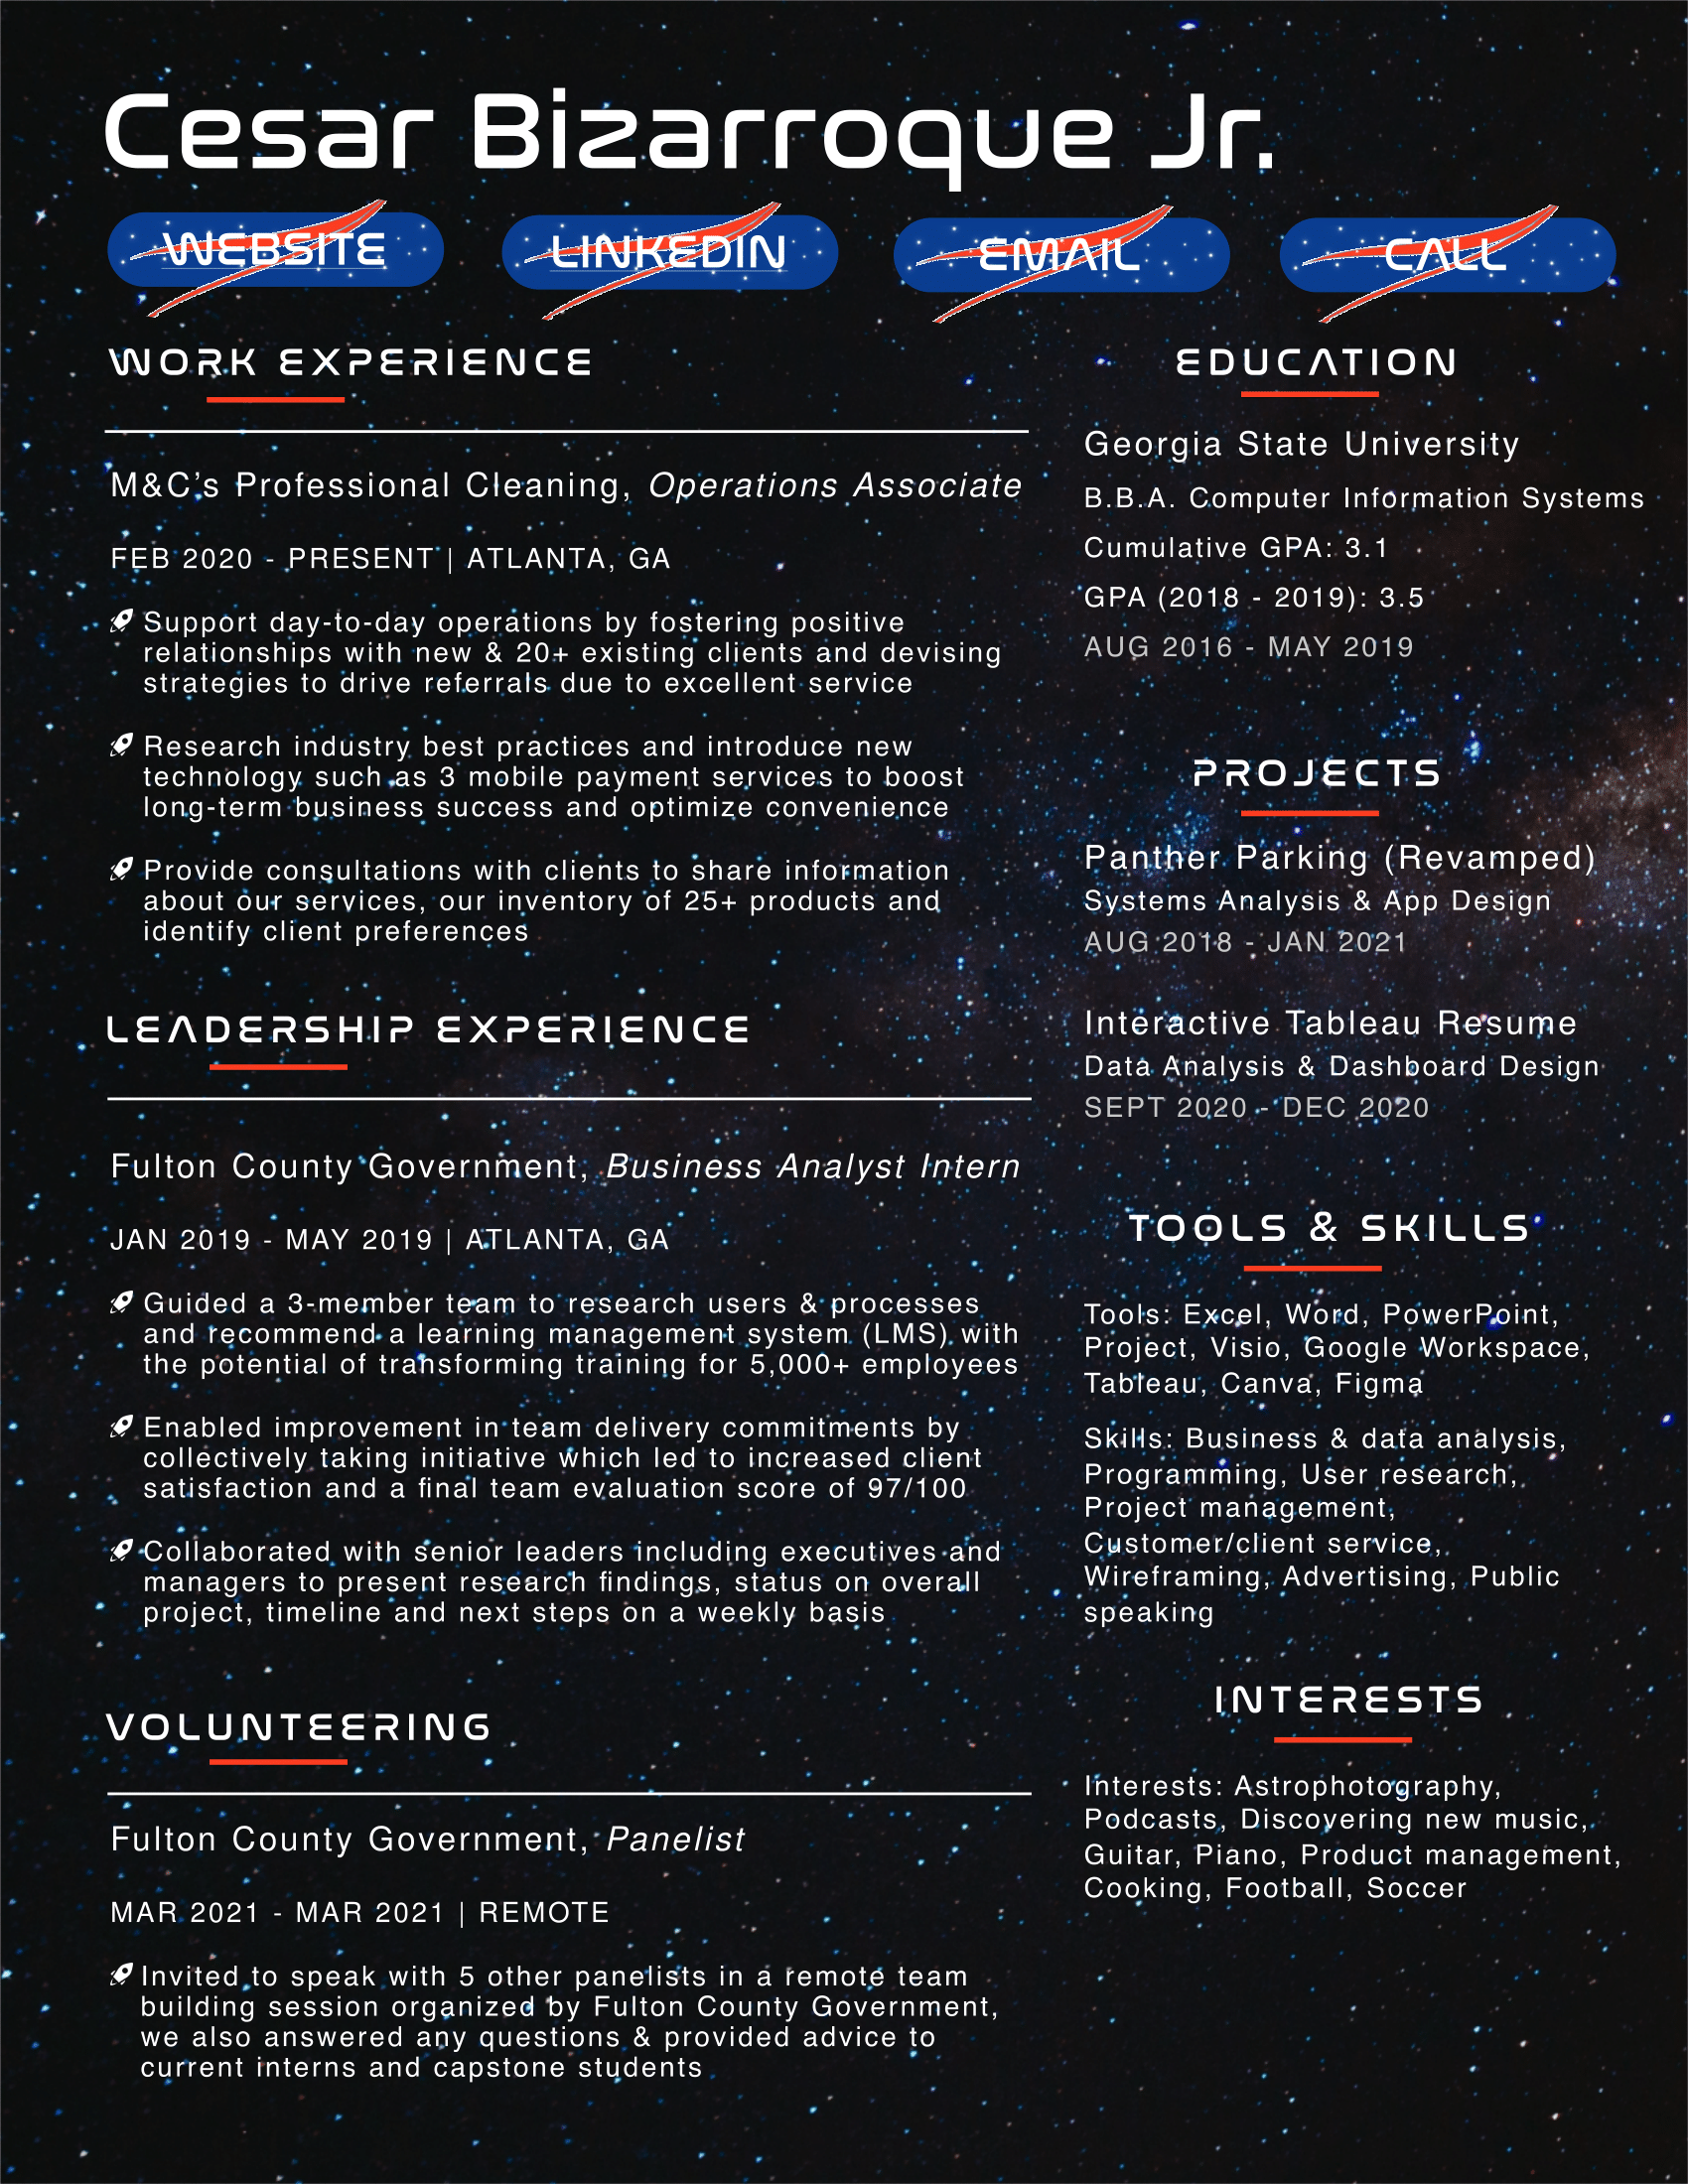 Cesar Bizarroque Jr.
WEBSITE
LINKEDIN
EMAIL
CALL
WORK EXPERIENCE
M&C's Professional Cleaning, Operations Associate
FEB 2020 - PRESENT | ATLANTA, GA
Support day-to-day operations by fostering positive
relationships with new & 20+ existing clients and devising
strategies to drive referrals due to excellent service
Research industry best practices and introduce new
technology such as 3 mobile payment services to boost
long-term business success and optimize convenience
Provide consultations with clients to share information
about our services, our inventory of 25+ products and
identify client preferences
LEADERSHIP EXPERIENCE
Fulton County Government, Business Analyst Intern
JAN 2019 - MAY 2019 | ATLANTA, GA
Guided a 3-member team to research users & processes
and recommend a learning management system (LMS) with
the potential of transforming training for 5,000+ employees
Enabled improvement in team delivery commitments by
collectively taking initiative which led to increased client
satisfaction and a final team evaluation score of 97/100
Collaborated with senior leaders including executives and
managers to present research findings, status on overall
project, timeline and next steps on a weekly basis
VOLUNTEERING
Fulton County Government, Panelist
MAR 2021 - MAR 2021 | REMOTE
Invited to speak with 5 other panelists in a remote team
building session organized by Fulton County Government,
we also answered any questions & provided advice to
current interns and capstone students
EDUCATION
Georgia State University
B.B.A. Computer Information Systems
Cumulative GPA: 3.1
GPA (2018 - 2019): 3.5
AUG 2016 - MAY 2019
PROJECTS
Panther Parking (Revamped)
Systems Analysis & App Design
AUG 2018 - JAN 2021
Interactive Tableau Resume
Data Analysis & Dashboard Design
SEPT 2020 - DEC 2020
TOOLS & SKILLS
Tools: Excel, Word, PowerPoint,
Project, Visio, Google Workspace,
Tableau, Canva, Figma
Skills: Business & data analysis,
Programming, User research,
Project management,
Customer/client service,
Wireframing, Advertising, Public
speaking
INTERESTS
Interests: Astrophotography,
Podcasts, Discovering new music,
Guitar, Piano, Product management,
Cooking, Football, Soccer